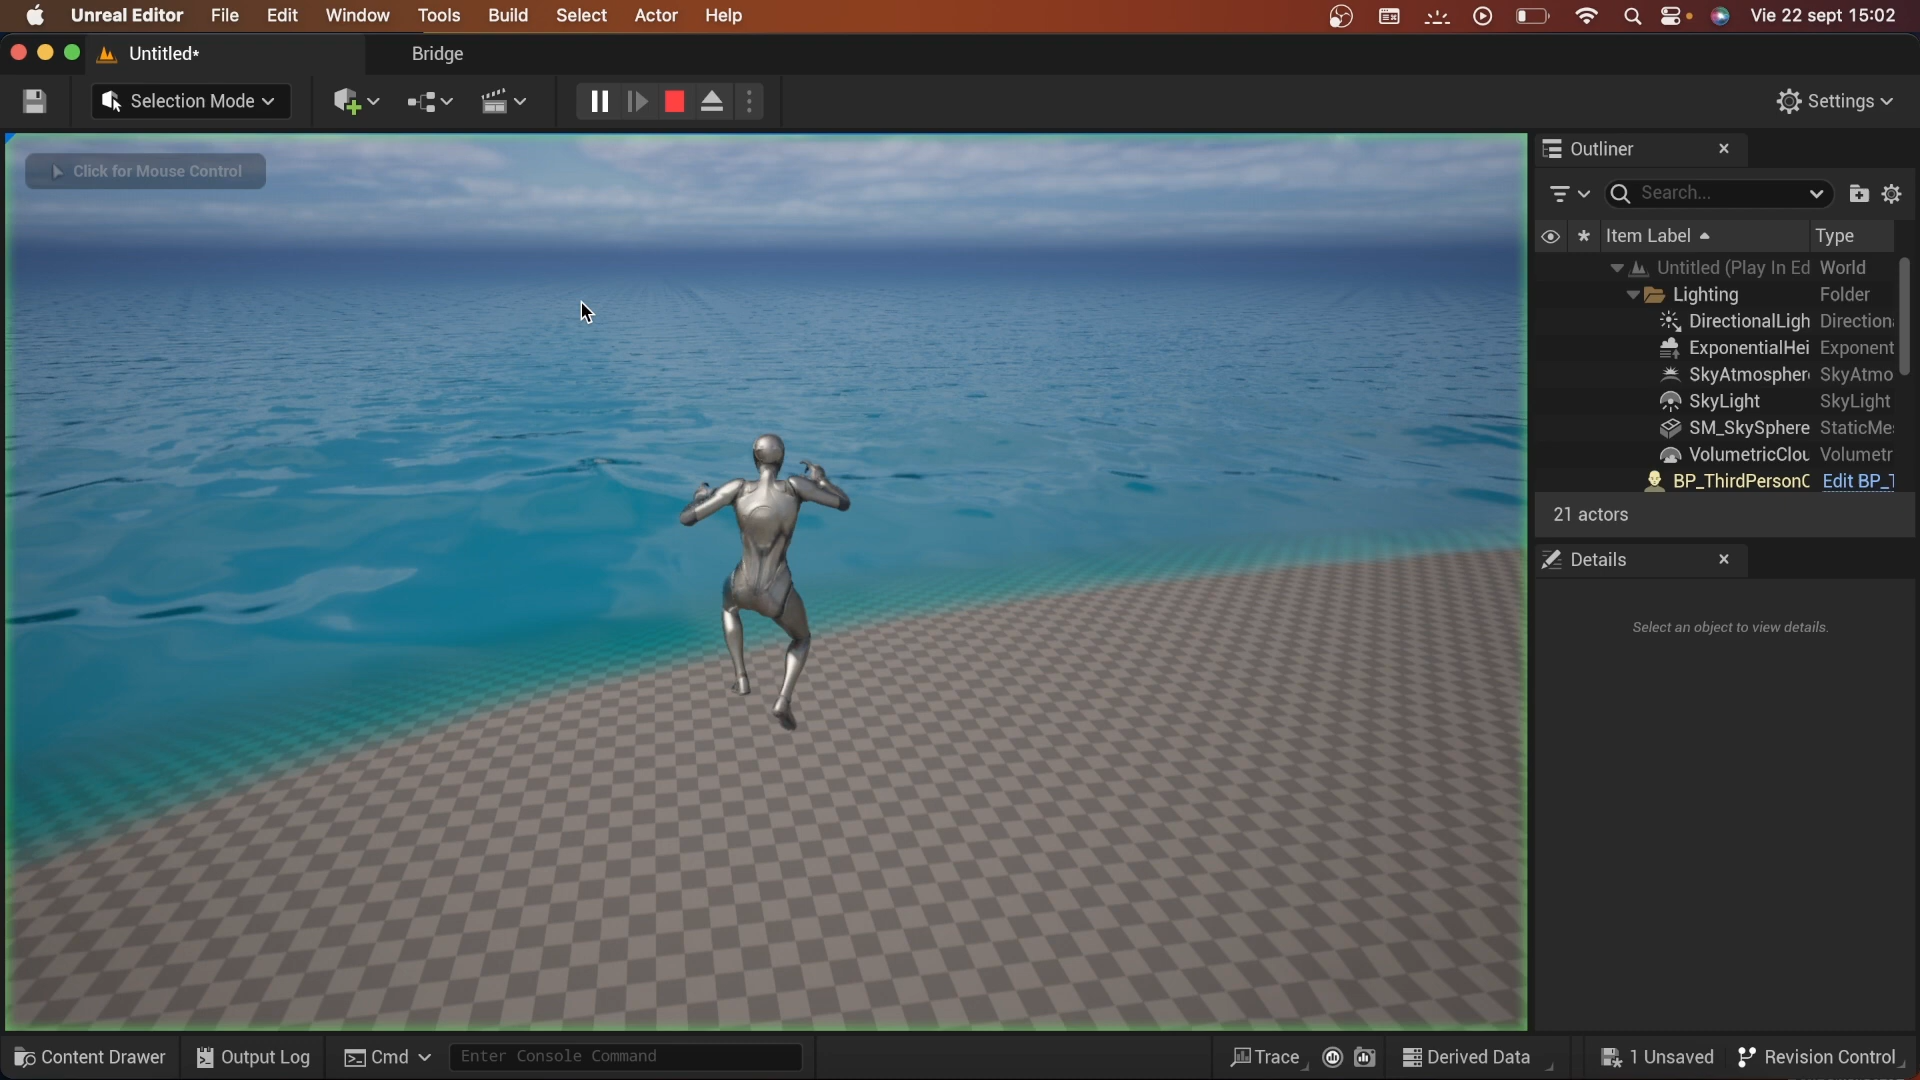 Unreal Editor File Edit Window Tools Build Select Actor Help Vie 22 sept 15:02
Untitled* Bridge
Selection Mode Settings
Click for Mouse Control
Outliner
Search...
Item Label Type
Untitled (Play In Ed World
Lighting Folder
DirectionalLigh Direction
ExponentialHei Exponent
SkyAtmospher SkyAtmo
SkyLight SkyLight
SM_SkySphere StaticMe
VolumetricClou Volumetr
BP_ThirdPersonC Edit BP_T
21 actors
Details
Select an object to view details.
Content Drawer Output Log Cmd Enter Console Command Trace Derived Data 1 Unsaved Revision Control